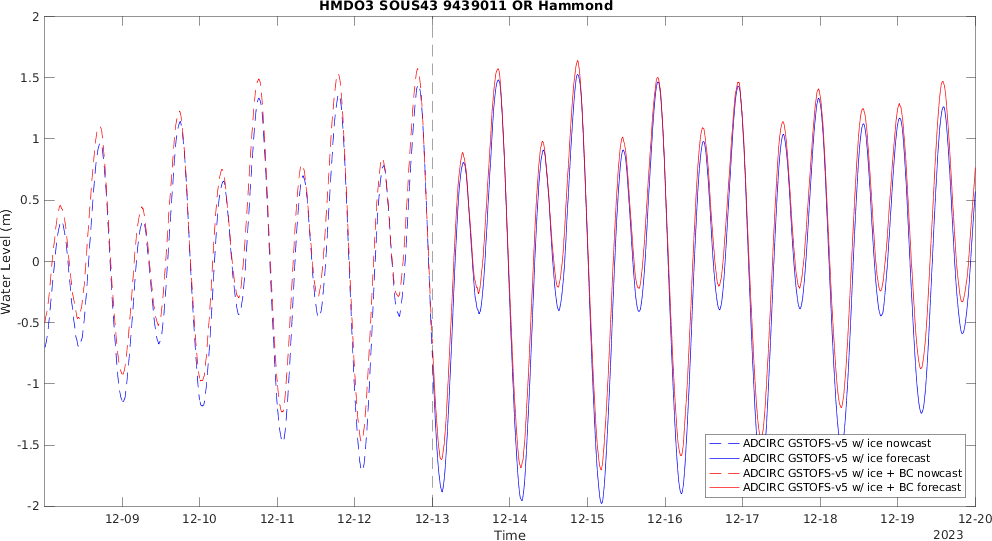 HMDO3 SOUS43 9439011 OR Hammond
2
1.5
1
0.5
0
-0.5
-1
-1.5
-2
Water Level (m)
12-09 12-10 12-11 12-12 12-13 12-14 12-15 12-16 12-17 12-18 12-19 12-20
Time
2023
ADCIRC GSTOFS-v5 w/ ice nowcast
ADCIRC GSTOFS-v5 w/ ice forecast
ADCIRC GSTOFS-v5 w/ ice + BC nowcast
ADCIRC GSTOFS-v5 w/ ice + BC forecast